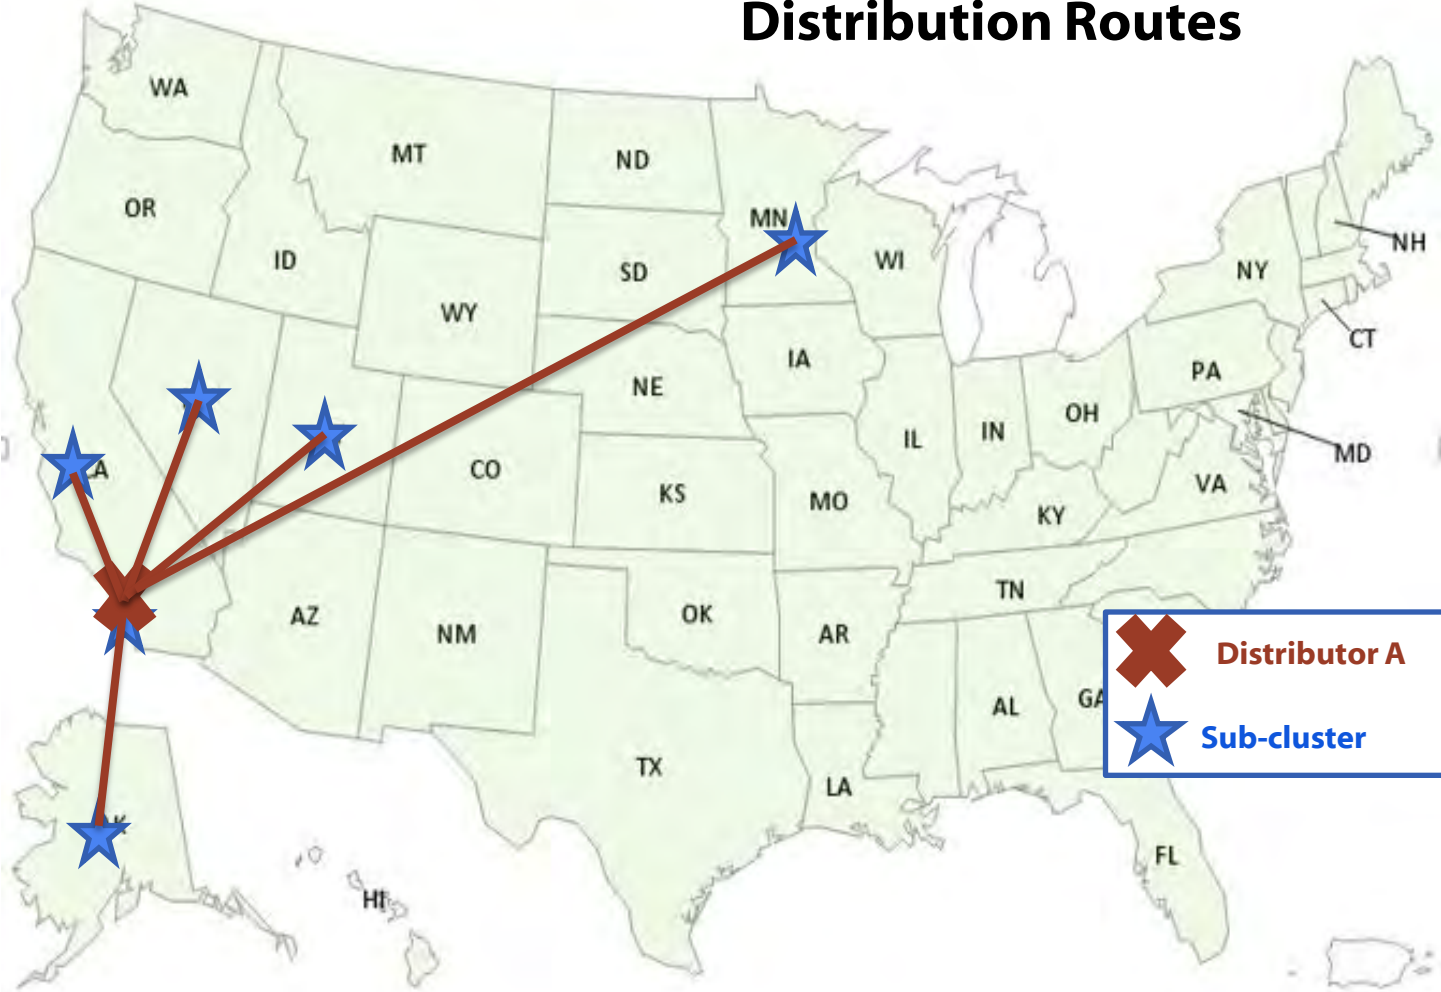 Distribution Routes
WA
MT
ND
MN
OR
ID
SD
WI
NH
NY
WY
CT
IA
PA
NE
OH
IL
IN
MD
A
CO
KS
MO
VA
KY
TN
AZ
NM
OK
AR
Distributor A
AL
GA
Sub-cluster
TX
LA
K
FL
HI